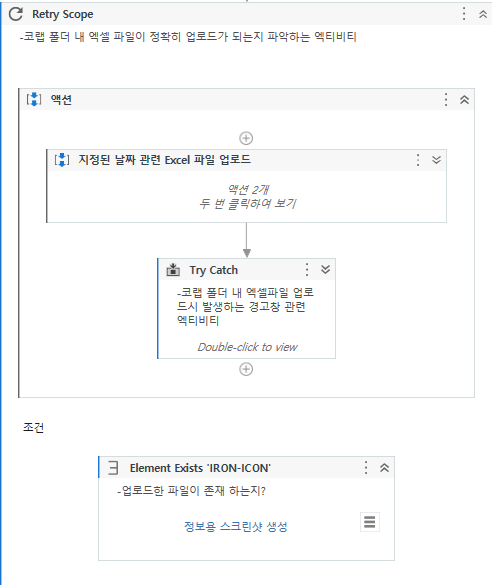 Retry Scope
-코랩 폴더 내 엑셀 파일이 정확히 업로드가 되는지 파악하는 엑티비티
액션
지정된 날짜 관련 Excel 파일 업로드
액션 2개
두 번 클릭하여 보기
Try Catch
-코랩 폴더 내 엑셀파일 업로
드시 발생하는 경고창 관련
엑티비티
Double-click to view
조건
Element Exists 'IRON-ICON'
-업로드한 파일이 존재 하는지?
정보용 스크린샷 생성